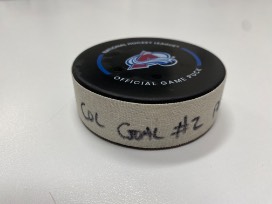 NATIONAL HOCKEY LEAGUE
OFFICIAL GAME PUCK
COL GOAL #2